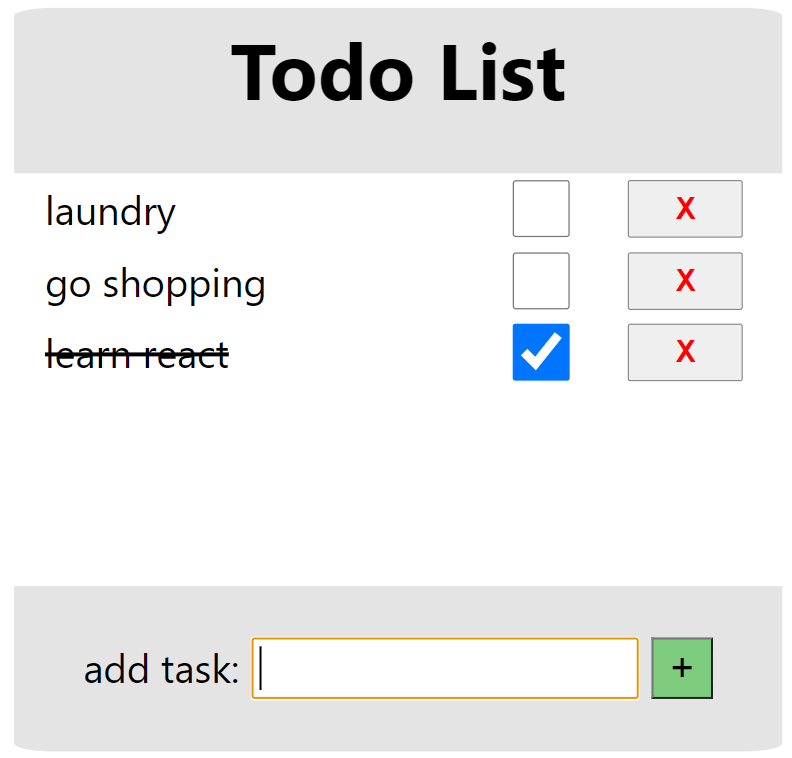 Todo List
laundry X
go shopping X
learn react X
add task: +